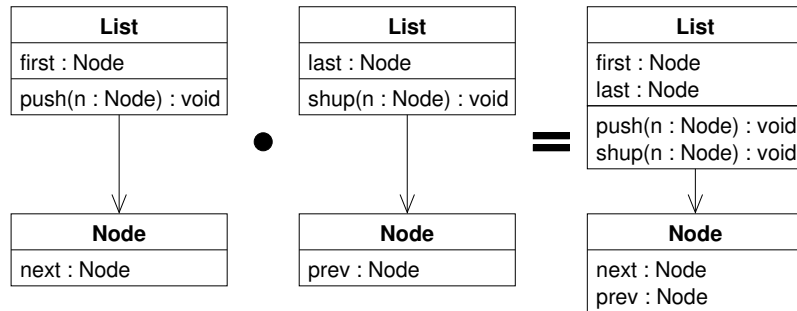 List
first : Node
push(n : Node) : void
Node
next : Node
List
last : Node
shup(n : Node) : void
Node
prev : Node
List
first : Node
last : Node
push(n : Node) : void
shup(n : Node) : void
Node
next : Node
prev : Node